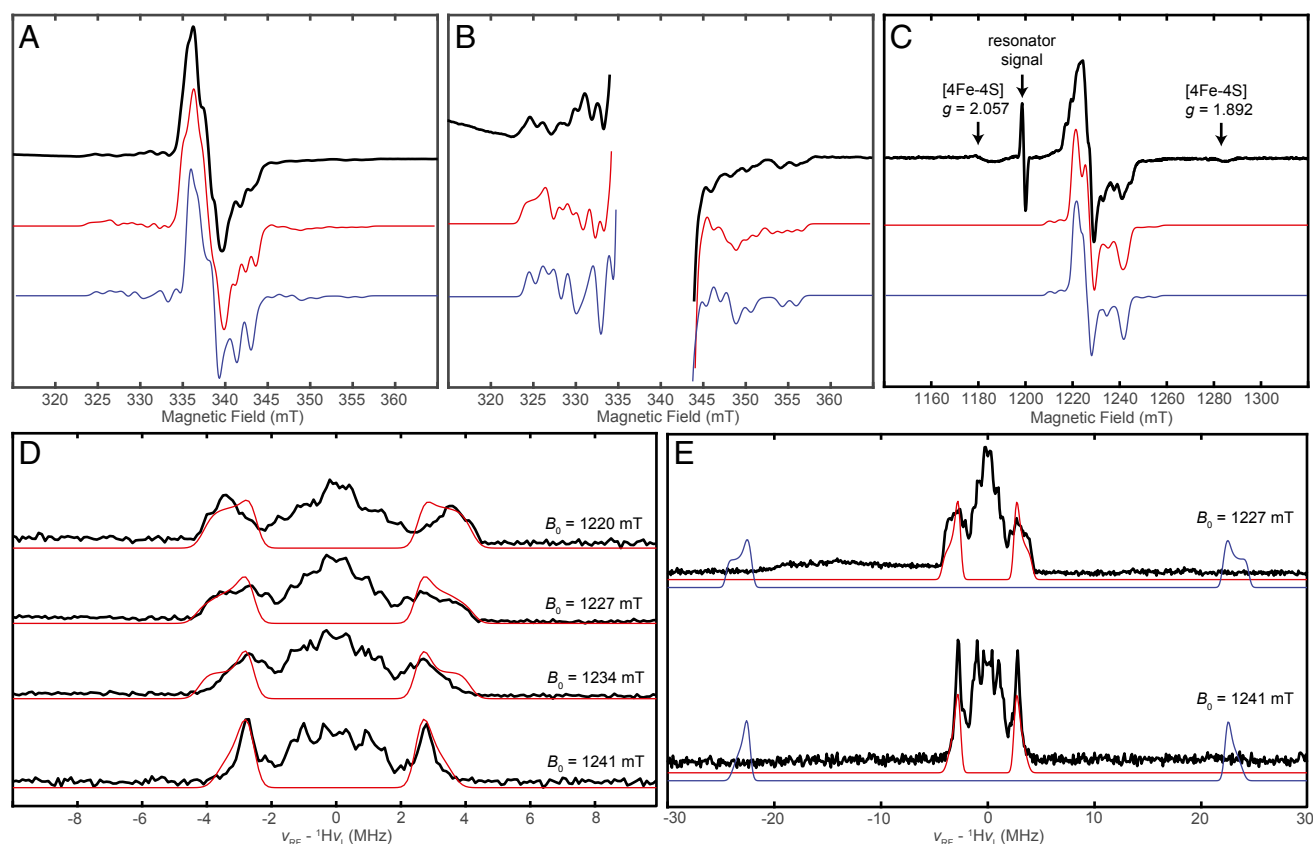 A
B
C
resonator
signal
[4Fe-4S]
g = 2.057
[4Fe-4S]
g = 1.892
320 325 330 335 340 345 350 355 360
Magnetic Field (mT)
320 325 330 335 340 345 350 355 360
Magnetic Field (mT)
1160 1180 1200 1220 1240 1260 1280 1300
Magnetic Field (mT)
D
B₀ = 1220 mT
B₀ = 1227 mT
B₀ = 1234 mT
B₀ = 1241 mT
-8 -6 -4 -2 0 2 4 6 8
ν_RF - ¹Hν_L (MHz)
E
B₀ = 1227 mT
B₀ = 1241 mT
-30 -20 -10 0 10 20 30
ν_RF - ¹Hν_L (MHz)